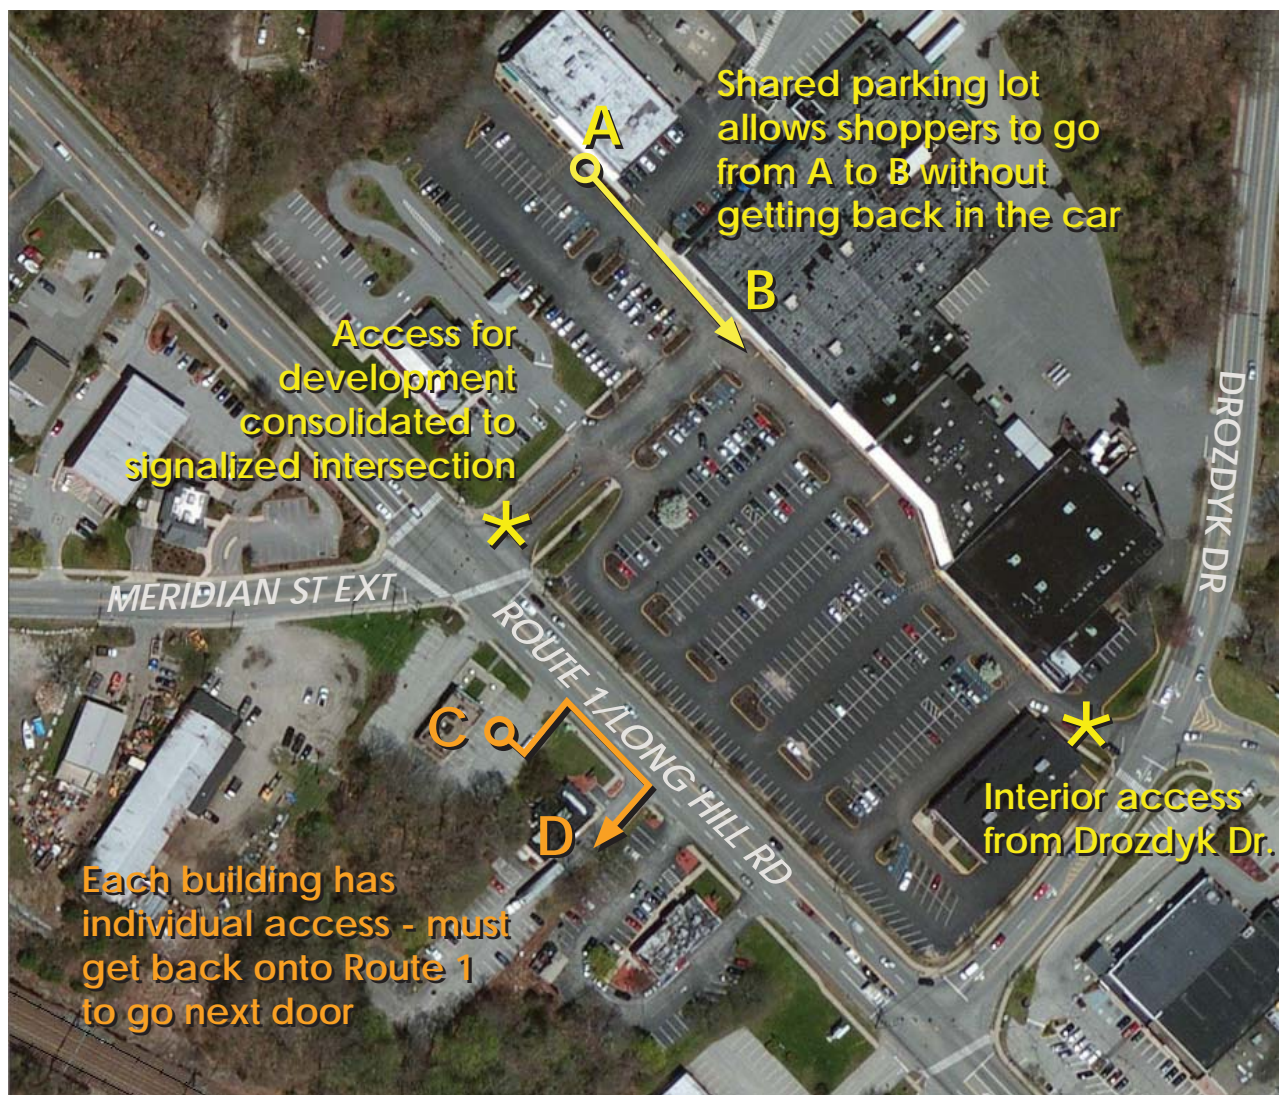 A
Shared parking lot
allows shoppers to go
from A to B without
getting back in the car
B
Access for
development
consolidated to
signalized intersection
DROZDYK DR
MERIDIAN ST EXT
ROUTE 1/LONG HILL RD
C
D
Interior access
from Drozdyk Dr.
Each building has
individual access - must
get back onto Route 1
to go next door